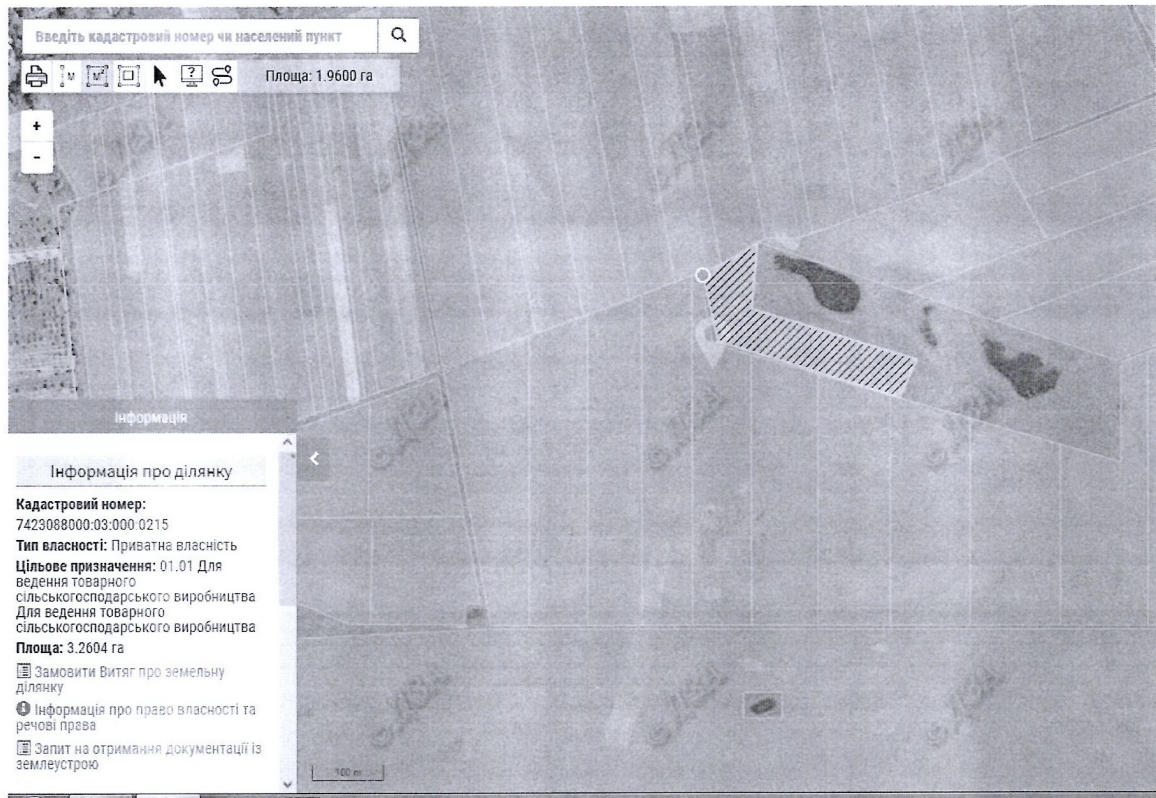 Введіть кадастровий номер чи населений пункт
М М² ? Площа: 1.9600 га
+
-
Інформація
Інформація про ділянку
Кадастровий номер:
7423088000:03:000:0215
Тип власності: Приватна власність
Цільове призначення: 01.01 Для
ведення товарного
сільськогосподарського виробництва
Для ведення товарного
сільськогосподарського виробництва
Площа: 3.2604 га
Замовити Витяг про земельну
ділянку
Інформація про право власності та
речові права
Запит на отримання документації із
землеустрою
100 m